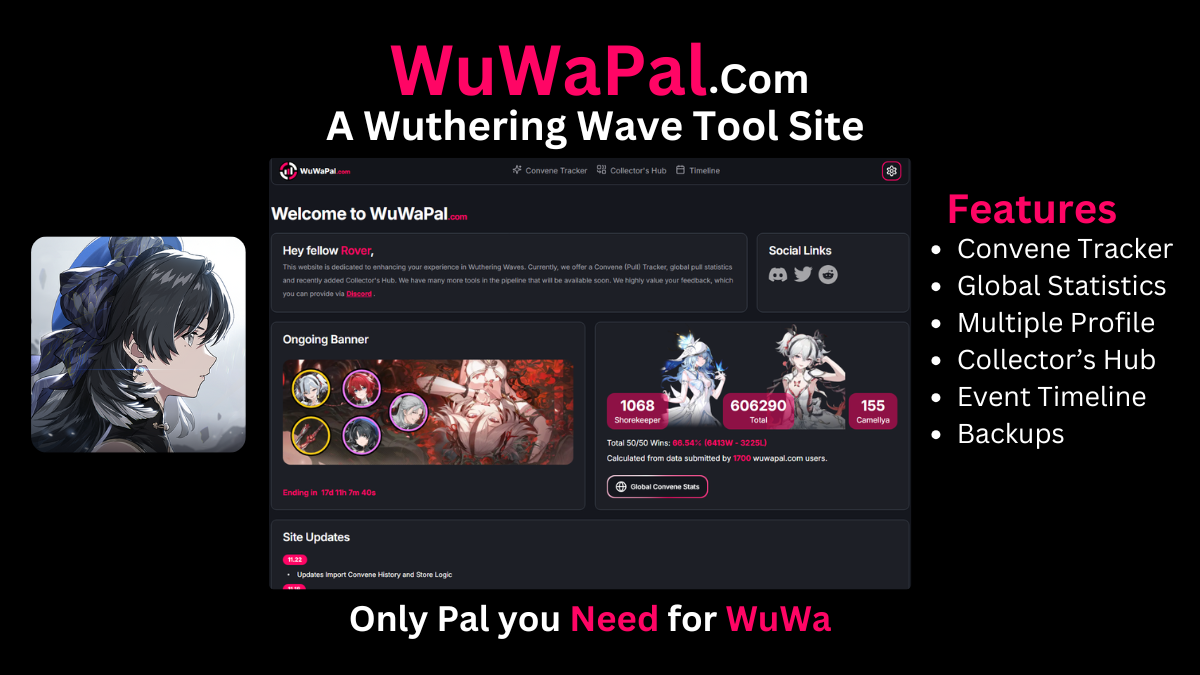 WuWaPal.Com
A Wuthering Wave Tool Site
WuWaPal.com
Convene Tracker
Collector's Hub
Timeline
Welcome to WuWaPal.com
Hey fellow Rover,
This website is dedicated to enhancing your experience in Wuthering Waves. Currently, we offer a Convene (Pull) Tracker, global pull statistics
and recently added Collector's Hub. We have many more tools in the pipeline that will be available soon. We highly value your feedback, which
you can provide via Discord .
Social Links
Ongoing Banner
Ending in 17d 11h 7m 40s
1068
Shorekeeper
606290
Total
155
Camellya
Total 50/50 Wins: 66.54% (6413W - 3225L)
Calculated from data submitted by 1700 wuwapal.com users.
Global Convene Stats
Site Updates
11.22
• Updates Import Convene History and Store Logic
Features
• Convene Tracker
• Global Statistics
• Multiple Profile
• Collector’s Hub
• Event Timeline
• Backups
Only Pal you Need for WuWa